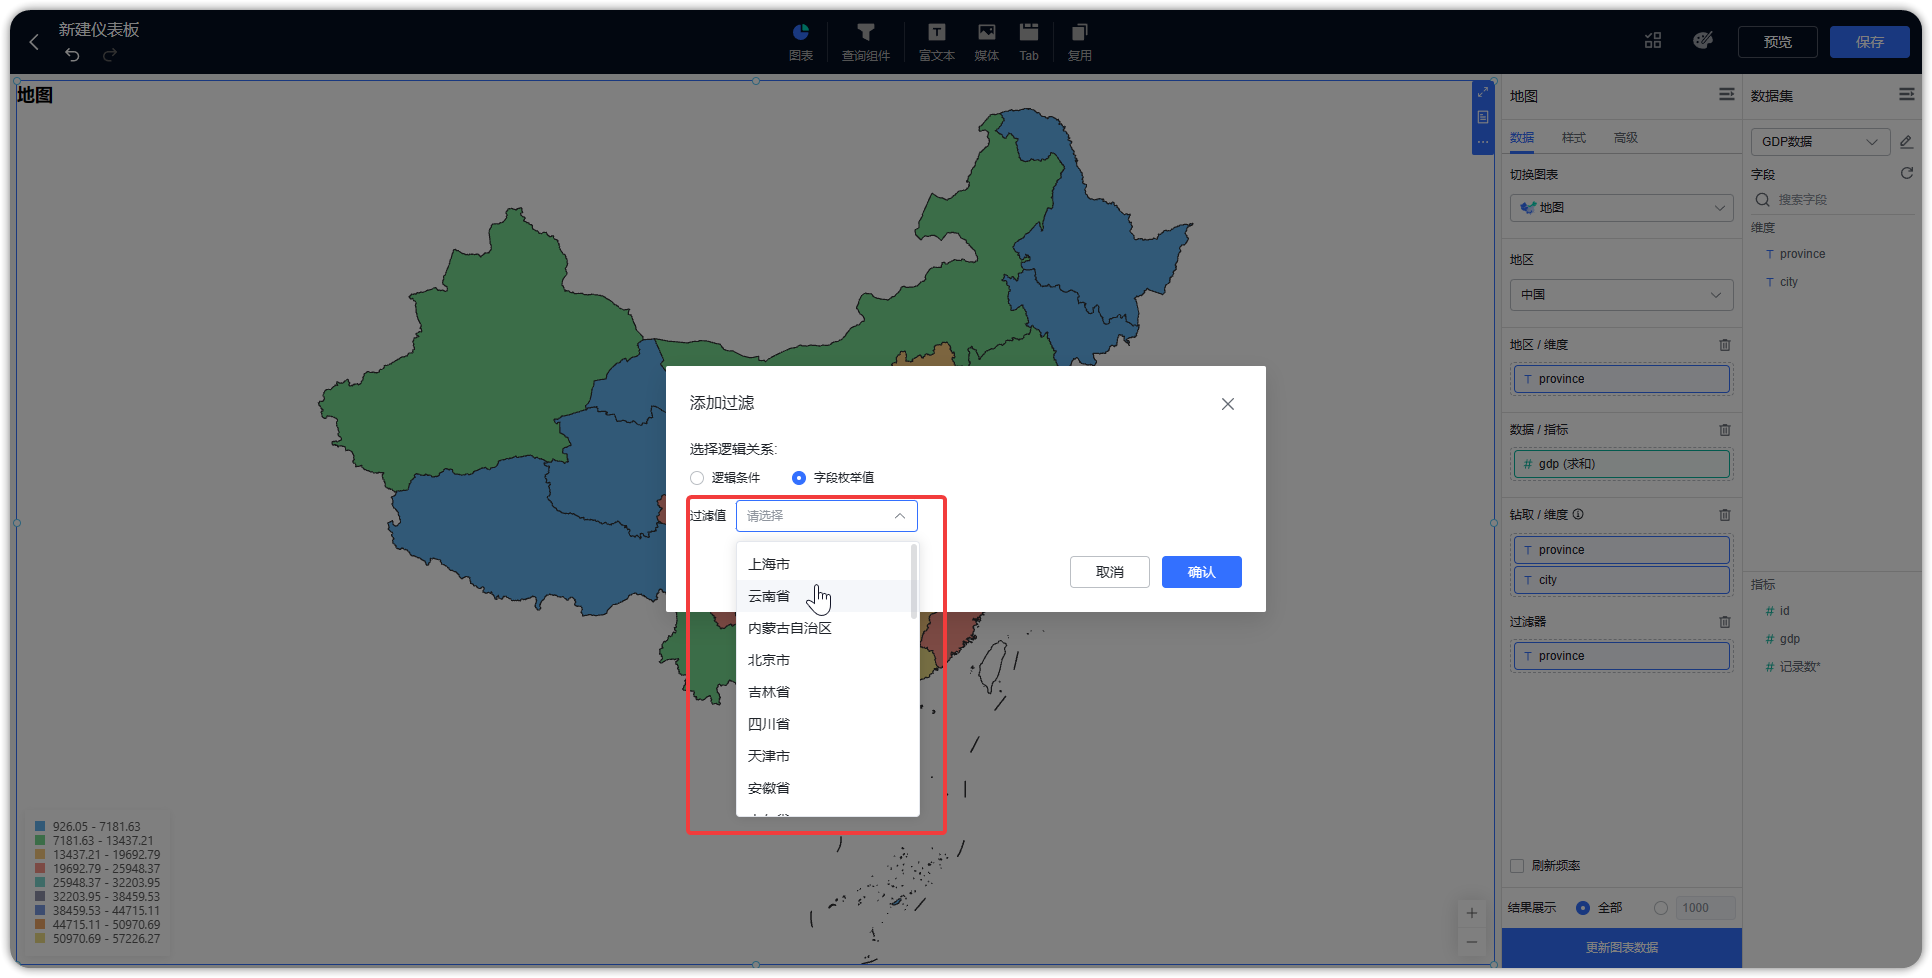 新建仪表板
图表
查询组件
富文本
媒体
Tab
复用
预览
保存
地图
添加过滤
选择逻辑关系:
逻辑条件
字段枚举值
过滤值
请选择
上海市
云南省
内蒙古自治区
北京市
吉林省
四川省
天津市
安徽省
取消
确认
926.05 - 7181.63
7181.63 - 13437.21
13437.21 - 19692.79
19692.79 - 25948.37
25948.37 - 32203.95
32203.95 - 38459.53
38459.53 - 44715.11
44715.11 - 50970.69
50970.69 - 57226.27
地图
数据
样式
高级
切换图表
地图
地区
中国
地区 / 维度
T province
数据 / 指标
# gdp (求和)
钻取 / 维度
T province
T city
过滤器
T province
刷新频率
结果展示
全部
1000
更新图表数据
数据集
GDP数据
字段
搜索字段
维度
T province
T city
指标
# id
# gdp
# 记录数*